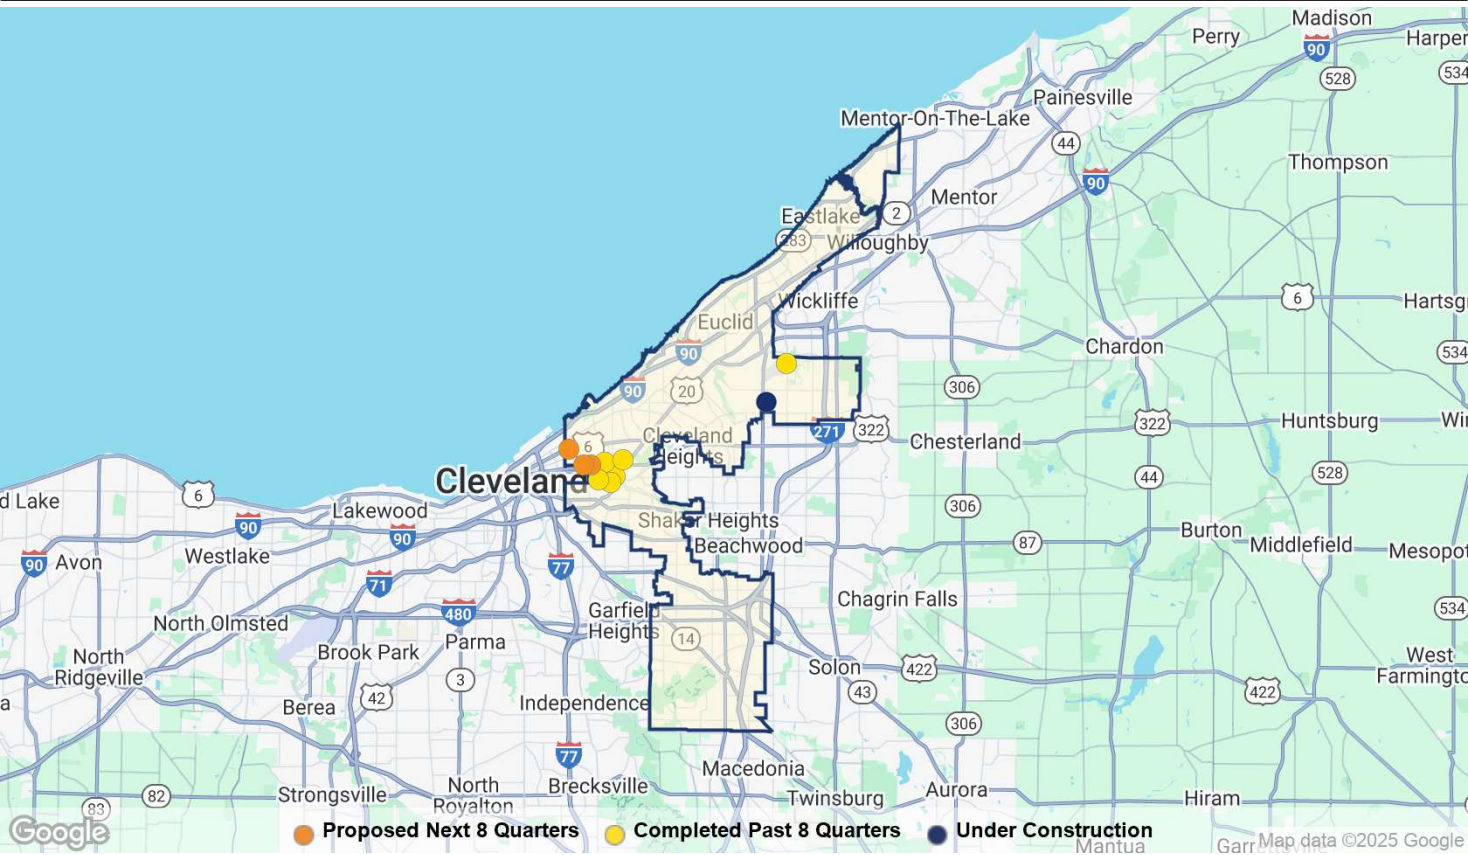 Madison
Perry
90
Harper
528
534
Painesville
Mentor-On-The-Lake
44
Thompson
90
Mentor
2
Eastlake
283
Willoughby
Wickliffe
6
Hartsg
Euclid
90
Chardon
534
90
20
306
Huntsburg
Win
322
271
322
Cleveland
Heights
Chesterland
6
Cleveland
44
528
d Lake
6
Lakewood
90
90
306
Shaker Heights
Beachwood
87
Burton
Middlefield
Mesopot
Westlake
90
Avon
77
71
480
Chagrin Falls
Garfield
Heights
534
North Olmsted
14
Parma
Brook Park
North
Ridgeville
3
Solon
422
43
West
Farmingto
422
42
a
Berea
Independence
306
77
Macedonia
Brecksville
North
Royalton
Strongsville
82
83
Twinsburg
Aurora
Hiram
Google
Proposed Next 8 Quarters
Completed Past 8 Quarters
Under Construction
Map data ©2025 Google
Mantua